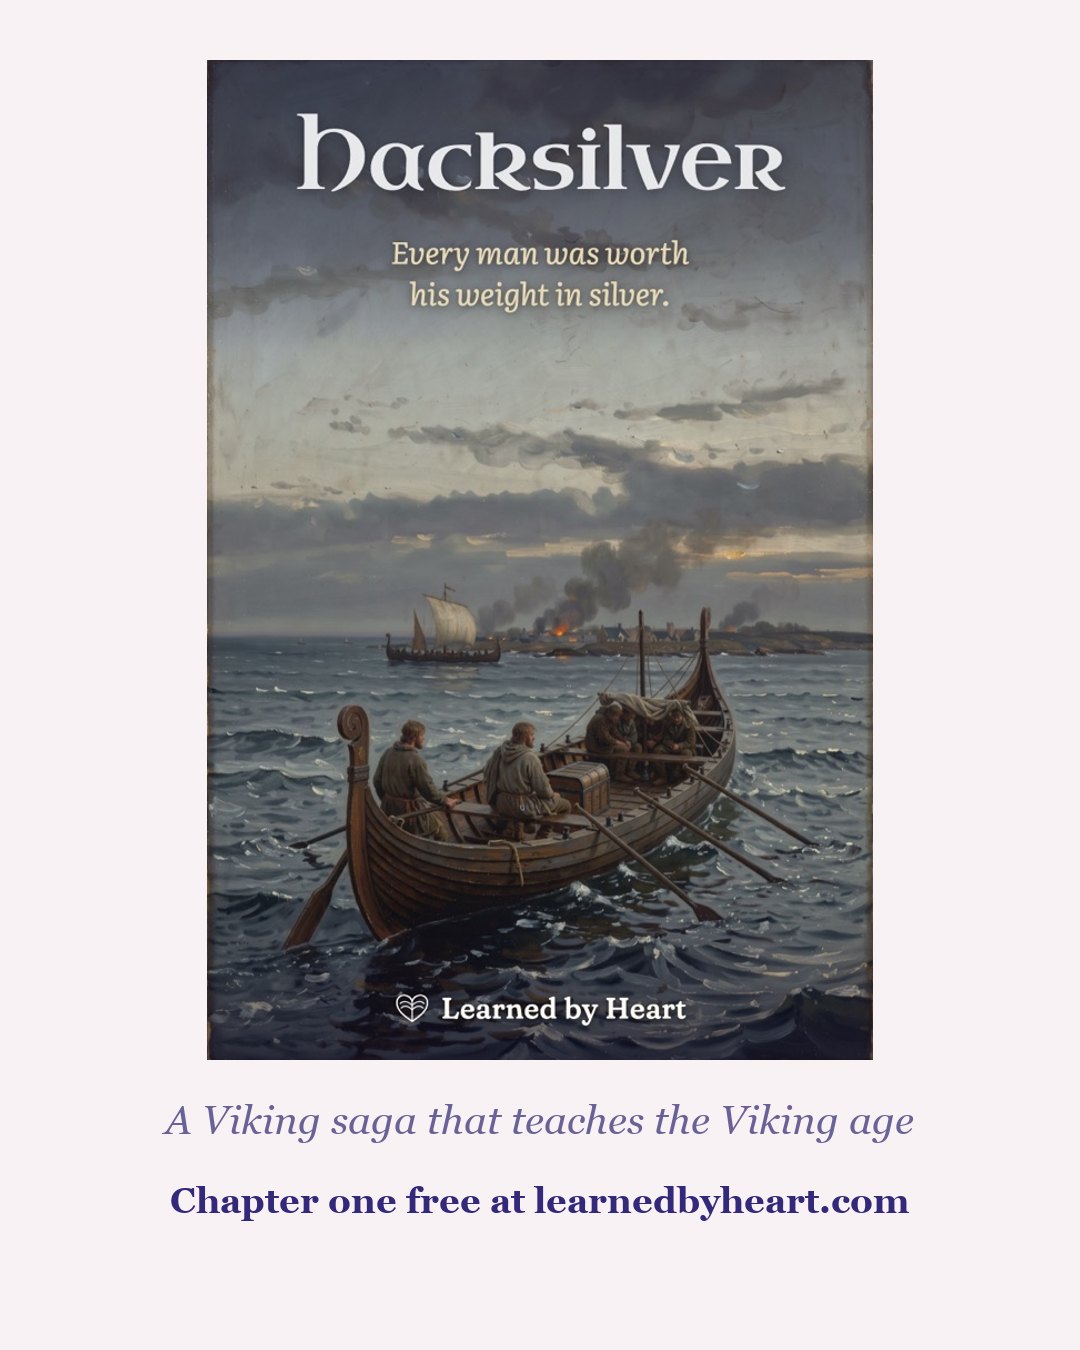 Hacksilver
Every man was worth
his weight in silver.
Learned by Heart
A Viking saga that teaches the Viking age
Chapter one free at learnedbyheart.com